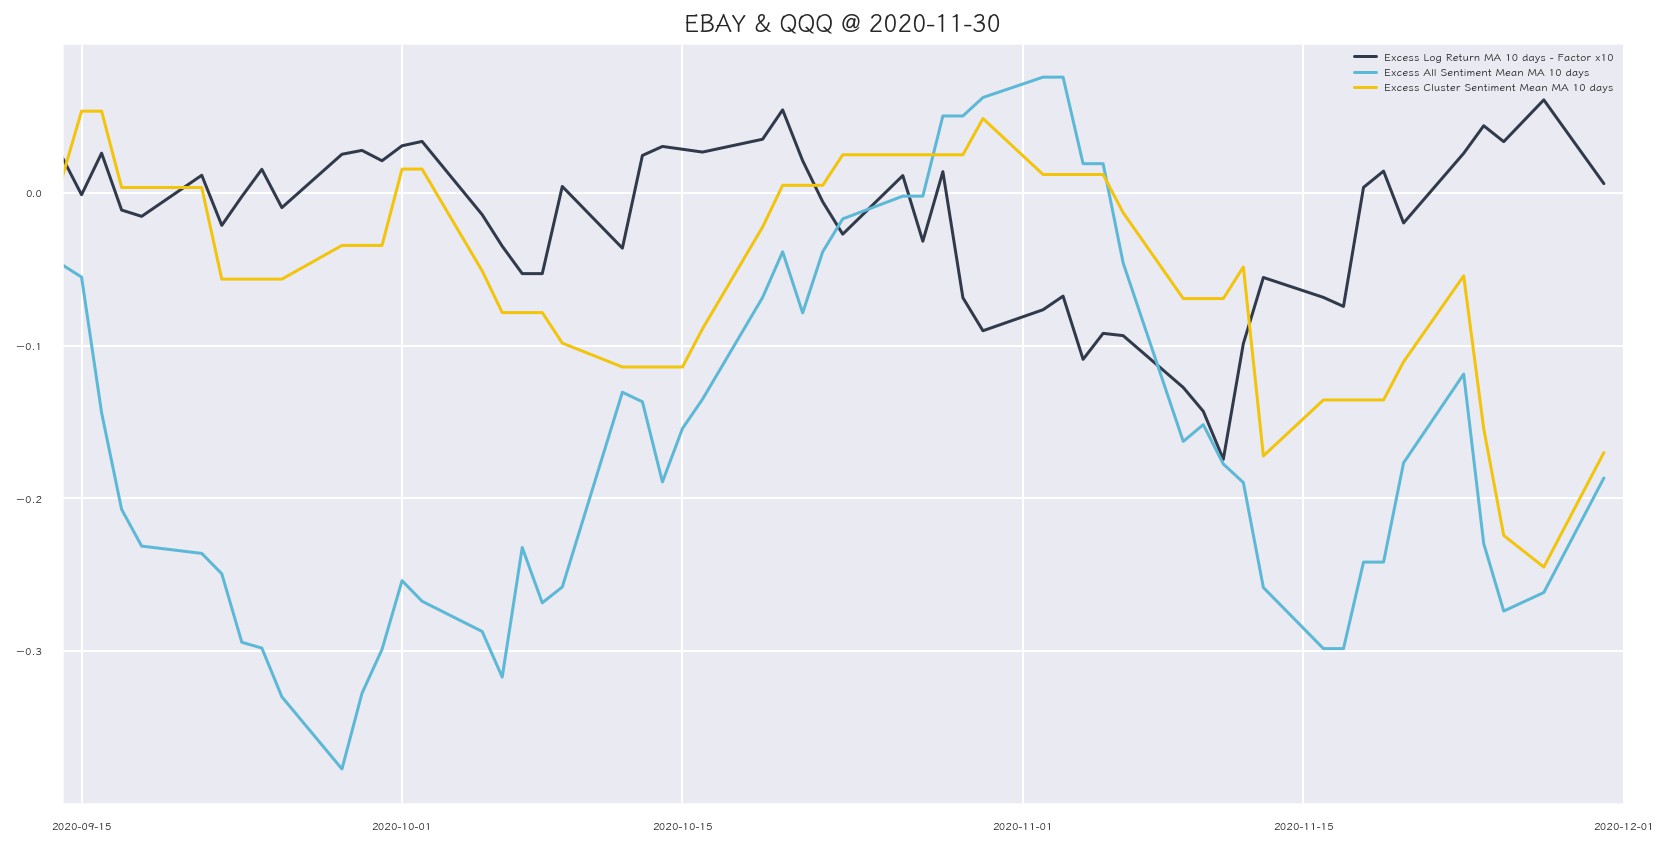 EBAY & QQQ @ 2020-11-30
Excess Log Return MA 10 days - Factor x10
Excess All Sentiment Mean MA 10 days
Excess Cluster Sentiment Mean MA 10 days
0.0
−0.1
−0.2
−0.3
2020-09-15
2020-10-01
2020-10-15
2020-11-01
2020-11-15
2020-12-01